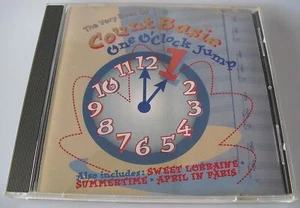 The Very Best of
Count Basie
One O'Clock Jump
12
1
2
3
4
5
6
7
8
9
10
11
Also includes: SWEET LORRAINE •
SUMMERTIME • APRIL IN PARIS